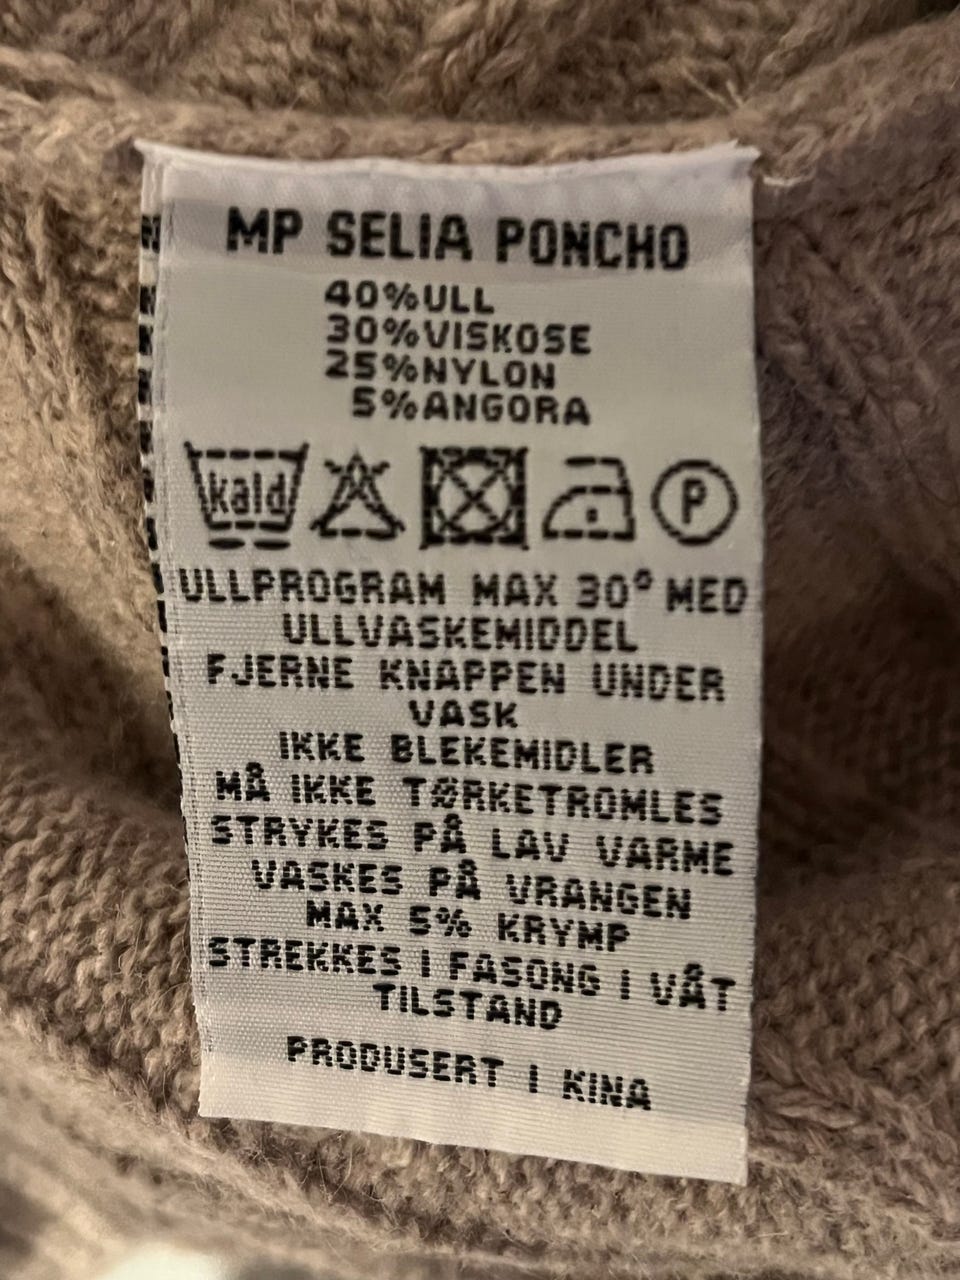 MP SELIA PONCHO
40%ULL
30%VISKOSE
25%NYLON
5%ANGORA
kald P
ULLPROGRAM MAX 30° MED
ULLVASKEMIDDEL
FJERNE KNAPPEN UNDER
VASK
IKKE BLEKEMIDLER
MÅ IKKE TØRKETROMLES
STRYKES PÅ LAV VARME
VASKES PÅ VRANGEN
MAX 5% KRYMP
STREKKES I FASONG I VÅT
TILSTAND
PRODUSERT I KINA